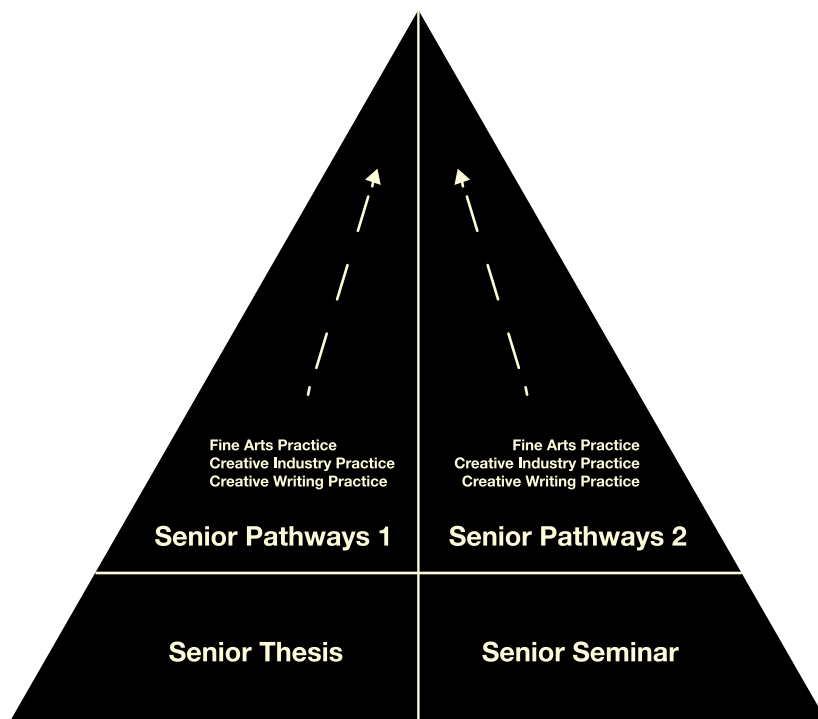 Fine Arts Practice
Creative Industry Practice
Creative Writing Practice
Senior Pathways 1
Fine Arts Practice
Creative Industry Practice
Creative Writing Practice
Senior Pathways 2
Senior Thesis
Senior Seminar